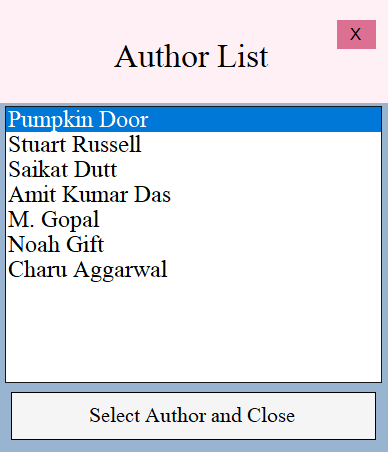 X
Author List
Pumpkin Door
Stuart Russell
Saikat Dutt
Amit Kumar Das
M. Gopal
Noah Gift
Charu Aggarwal
Select Author and Close